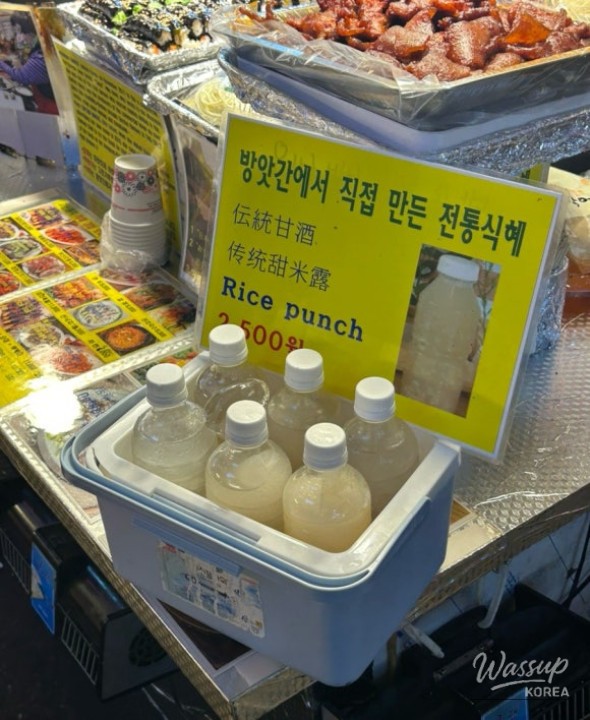 방앗간에서 직접 만든 전통식혜
伝統甘酒
传统甜米露
Rice punch
2,500원
Wassup
KOREA